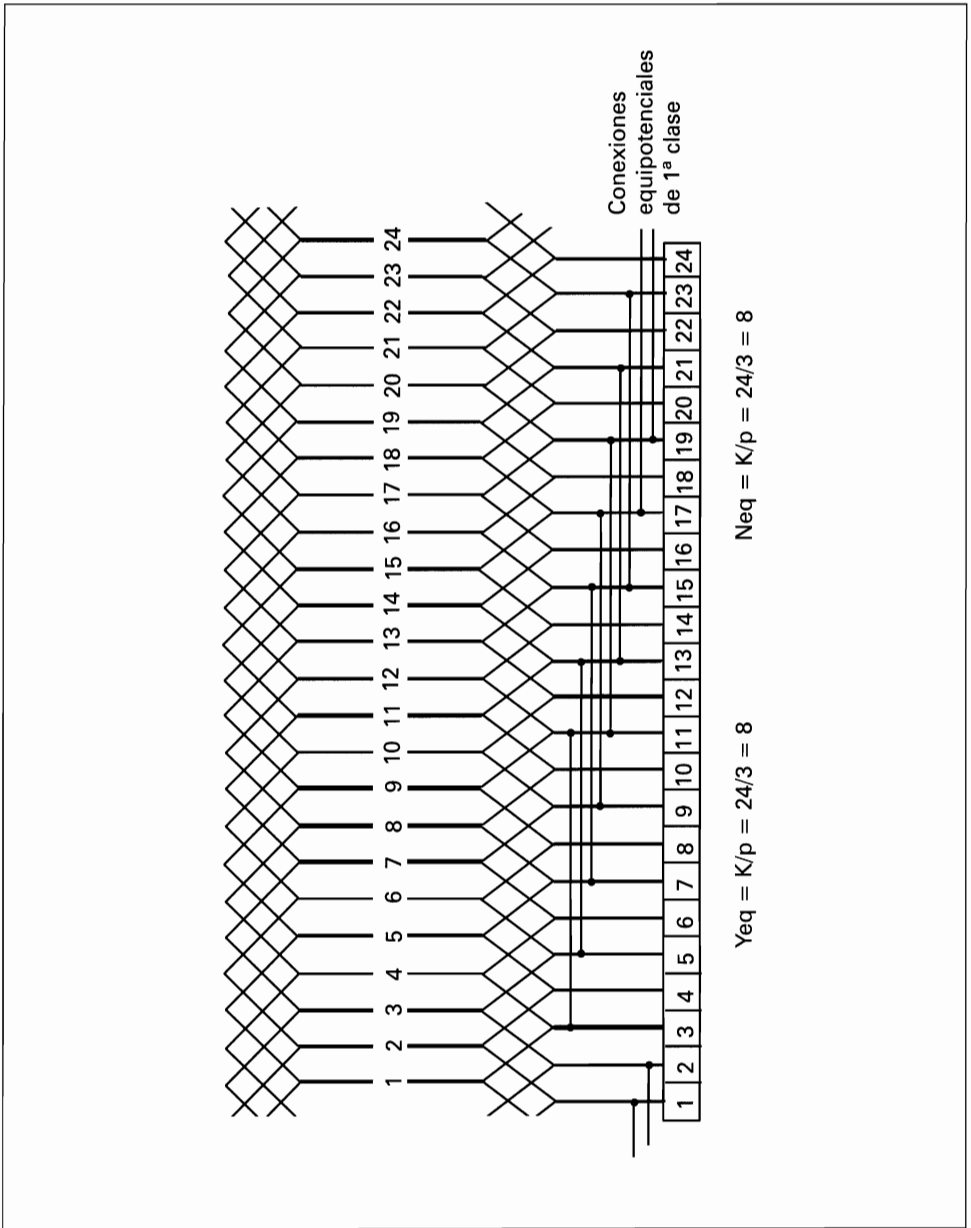 Conexiones
equipotenciales
de 1ª clase
1 2 3 4 5 6 7 8 9 10 11 12 13 14 15 16 17 18 19 20 21 22 23 24
1 2 3 4 5 6 7 8 9 10 11 12 13 14 15 16 17 18 19 20 21 22 23 24
Yeq = K/p = 24/3 = 8
Neq = K/p = 24/3 = 8